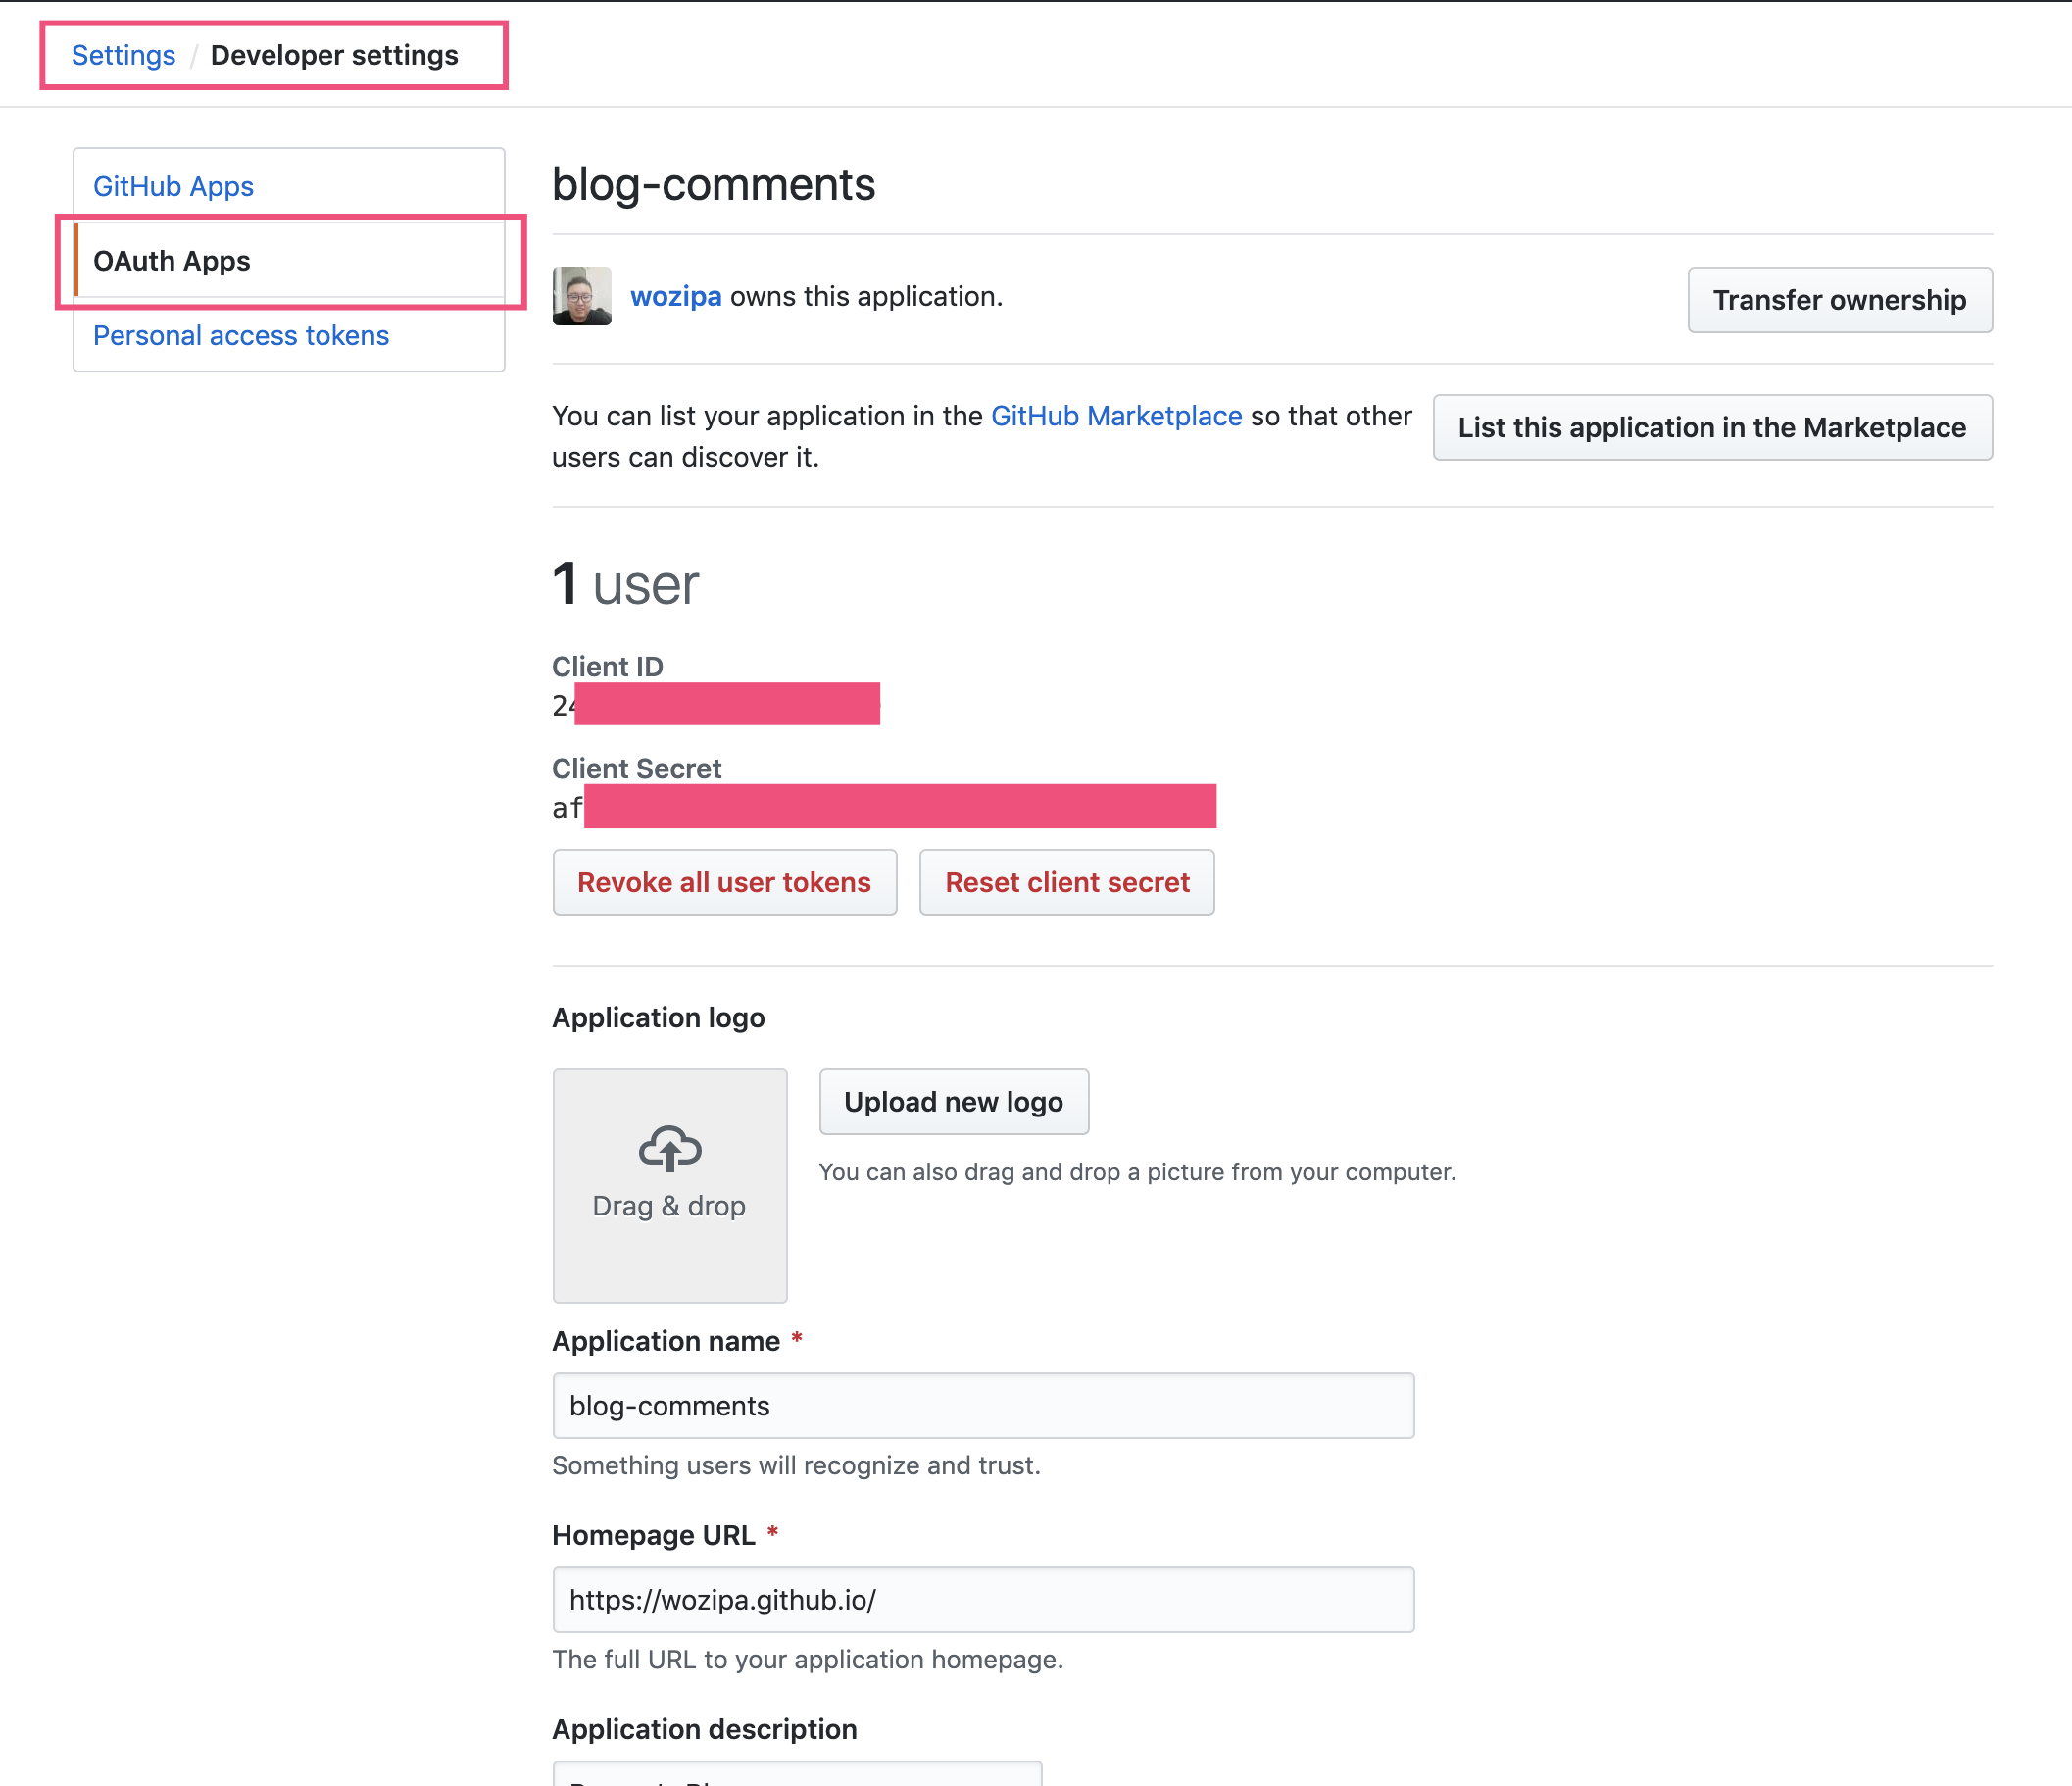 Settings / Developer settings
GitHub Apps
OAuth Apps
Personal access tokens
blog-comments
wozipa owns this application.
Transfer ownership
You can list your application in the GitHub Marketplace so that other
users can discover it.
List this application in the Marketplace
1 user
Client ID
24
Client Secret
af
Revoke all user tokens
Reset client secret
Application logo
Drag & drop
Upload new logo
You can also drag and drop a picture from your computer.
Application name *
blog-comments
Something users will recognize and trust.
Homepage URL *
https://wozipa.github.io/
The full URL to your application homepage.
Application description